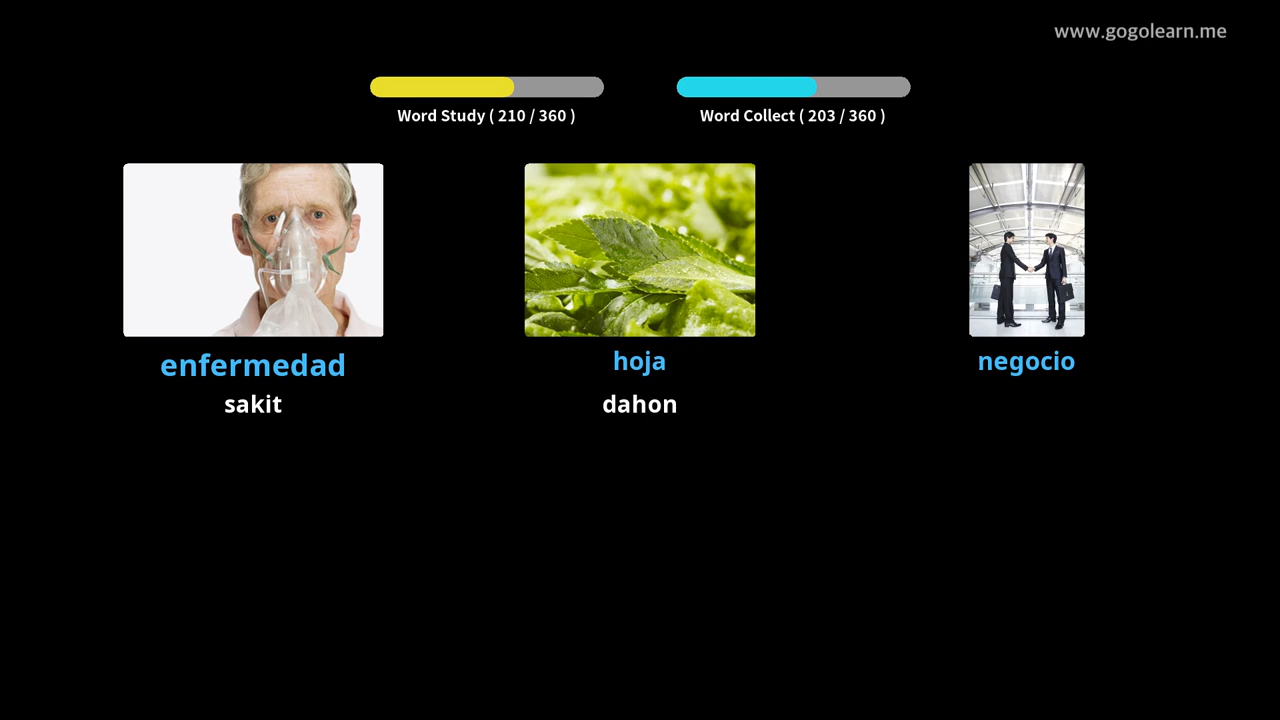 www.gogolearn.me
Word Study ( 210 / 360 )
Word Collect ( 203 / 360 )
enfermedad
hoja
negocio
sakit
dahon